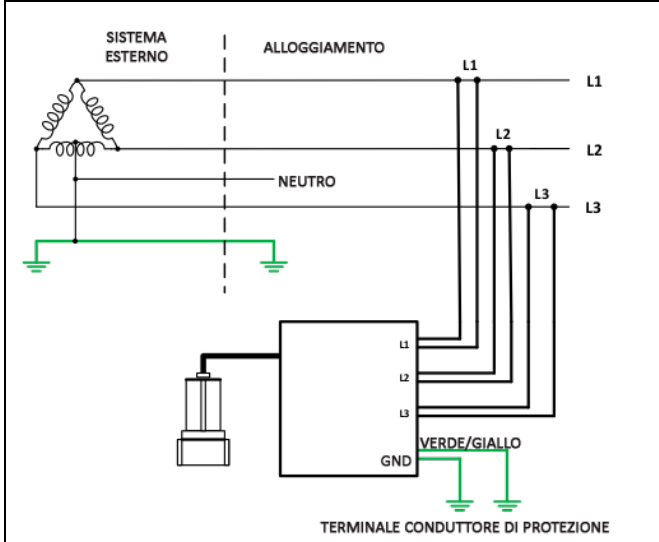 SISTEMA
ESTERNO
ALLOGGIAMENTO
L1
L1
L2
L2
NEUTRO
L3
L3
L1
L2
L3
VERDE/GIALLO
GND
TERMINALE CONDUTTORE DI PROTEZIONE